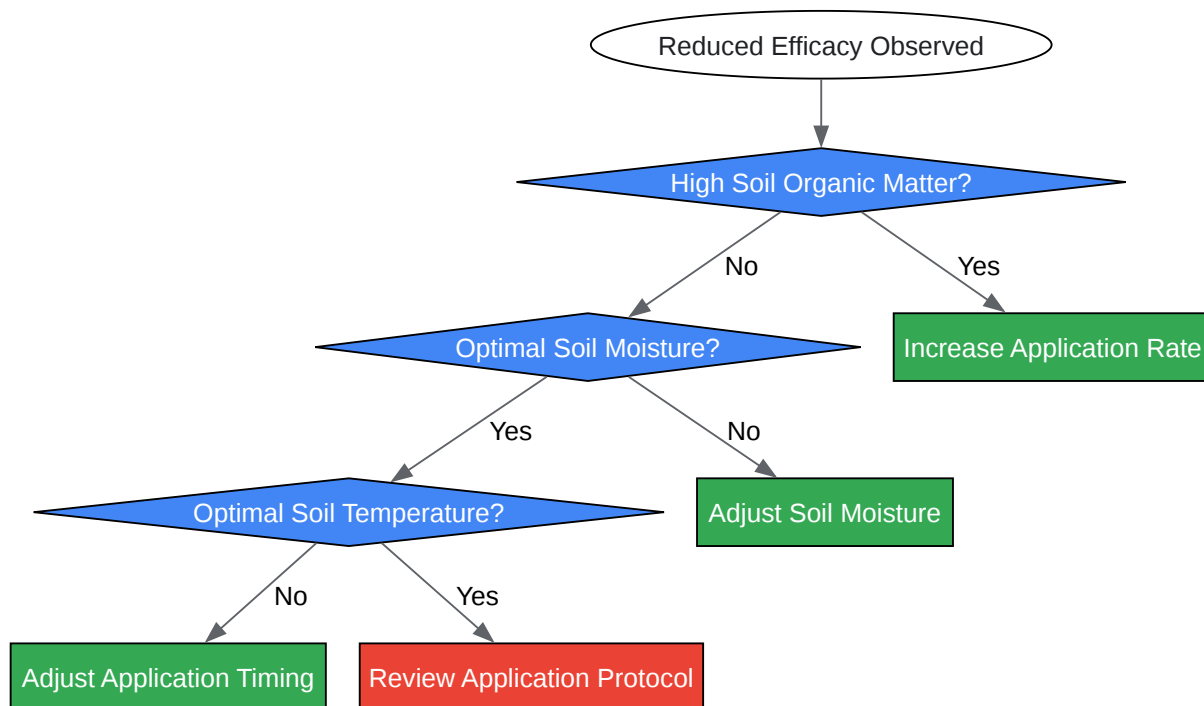 Reduced Efficacy Observed
High Soil Organic Matter?
No
Yes
Optimal Soil Moisture?
Increase Application Rate
Yes
No
Optimal Soil Temperature?
Adjust Soil Moisture
No
Yes
Adjust Application Timing
Review Application Protocol